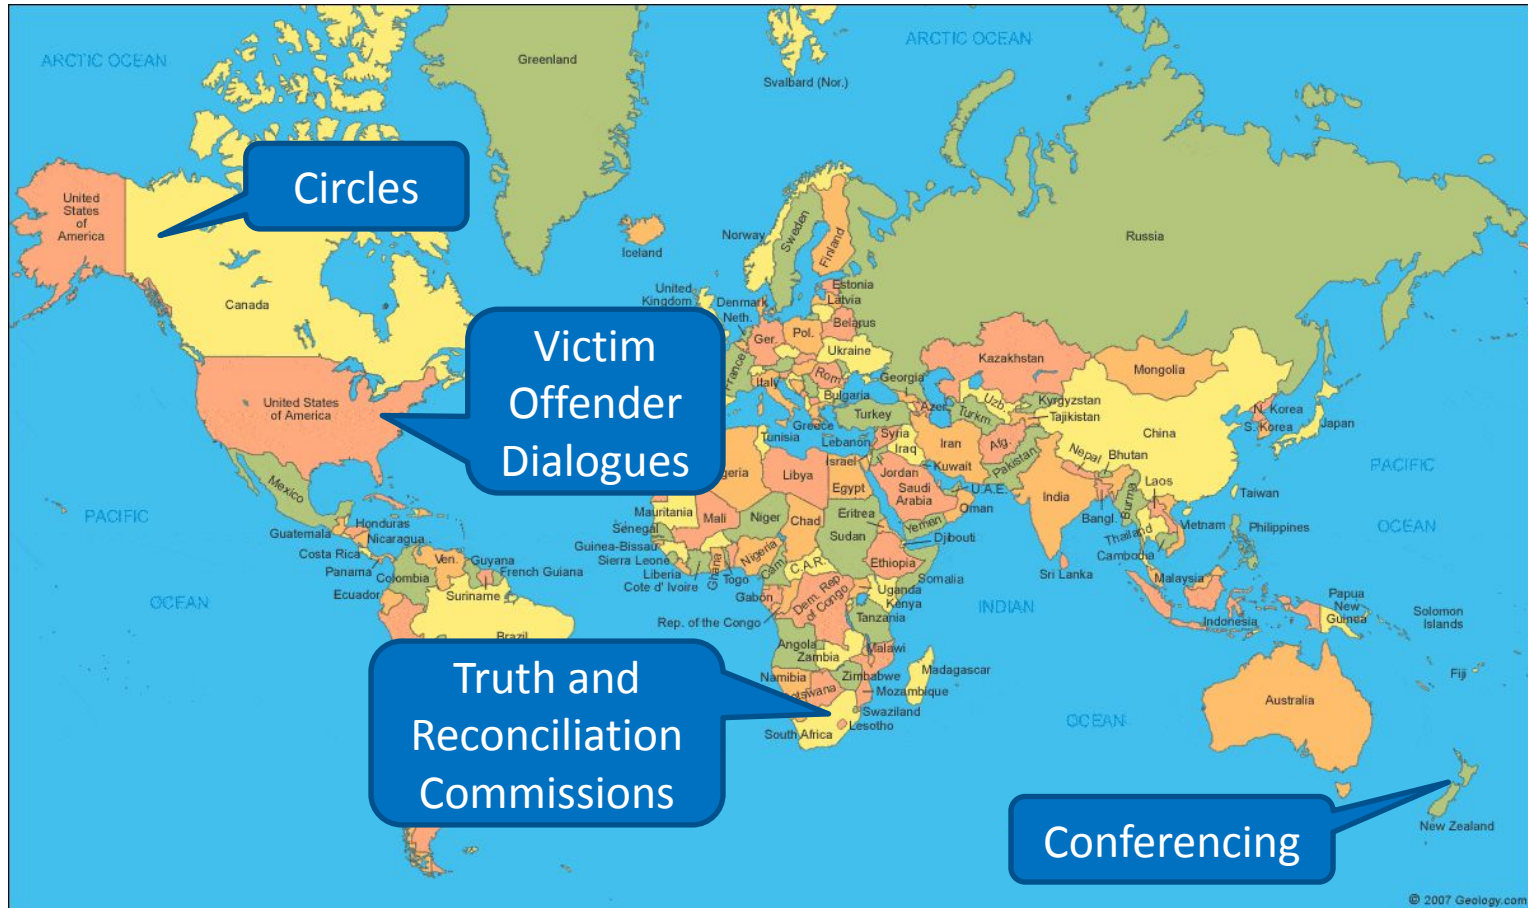 ARCTIC OCEAN
Greenland
Svalbard (Nor.)
ARCTIC OCEAN
Circles
United
States
of
America
Canada
Iceland
Norway
Sweden
Finland
Russia
United
Kingdom
Denmark
Neth.
Estonia
Latvia
Belarus
Ger.
Pol.
Ukraine
France
Italy
Rom.
Bulgaria
Greece
Georgia
Azer.
Turkey
Kazakhstan
Mongolia
Uzb.
Turkm.
Kyrgyzstan
Tajikistan
Victim
Offender
Dialogues
United States
of America
Mexico
Tunisia
Lebanon
Syria
Israel
Iraq
Iran
Afg.
Pakistan
Jordan
Kuwait
Saudi
Arabia
U.A.E.
Oman
Yemen
China
N. Korea
S. Korea
Japan
Nepal
Bhutan
India
Bangl.
Burma
Laos
Taiwan
Thailand
Vietnam
Cambodia
Philippines
Sri Lanka
Malaysia
Indonesia
Papua
New
Guinea
Solomon
Islands
Fiji
PACIFIC
OCEAN
PACIFIC
OCEAN
INDIAN
OCEAN
Guatemala
Honduras
Nicaragua
Costa Rica
Panama
Ven.
Guyana
French Guiana
Suriname
Colombia
Ecuador
Brazil
geria
Libya
Egypt
Mauritania
Mali
Niger
Chad
Sudan
Eritrea
Djibouti
Ethiopia
Somalia
Senegal
Guinea-Bissau
Sierra Leone
Liberia
Cote d' Ivoire
Ghana
Togo
Nigeria
Cam.
C.A.R.
Gabon
Rep. of the Congo
Dem. Rep
of Congo
Uganda
Kenya
Tanzania
Angola
Zambia
Malawi
Namibia
otswana
Zimbabwe
Mozambique
Madagascar
Swaziland
Lesotho
South Africa
Truth and
Reconciliation
Commissions
Australia
New Zealand
Conferencing
© 2007 Geology.com